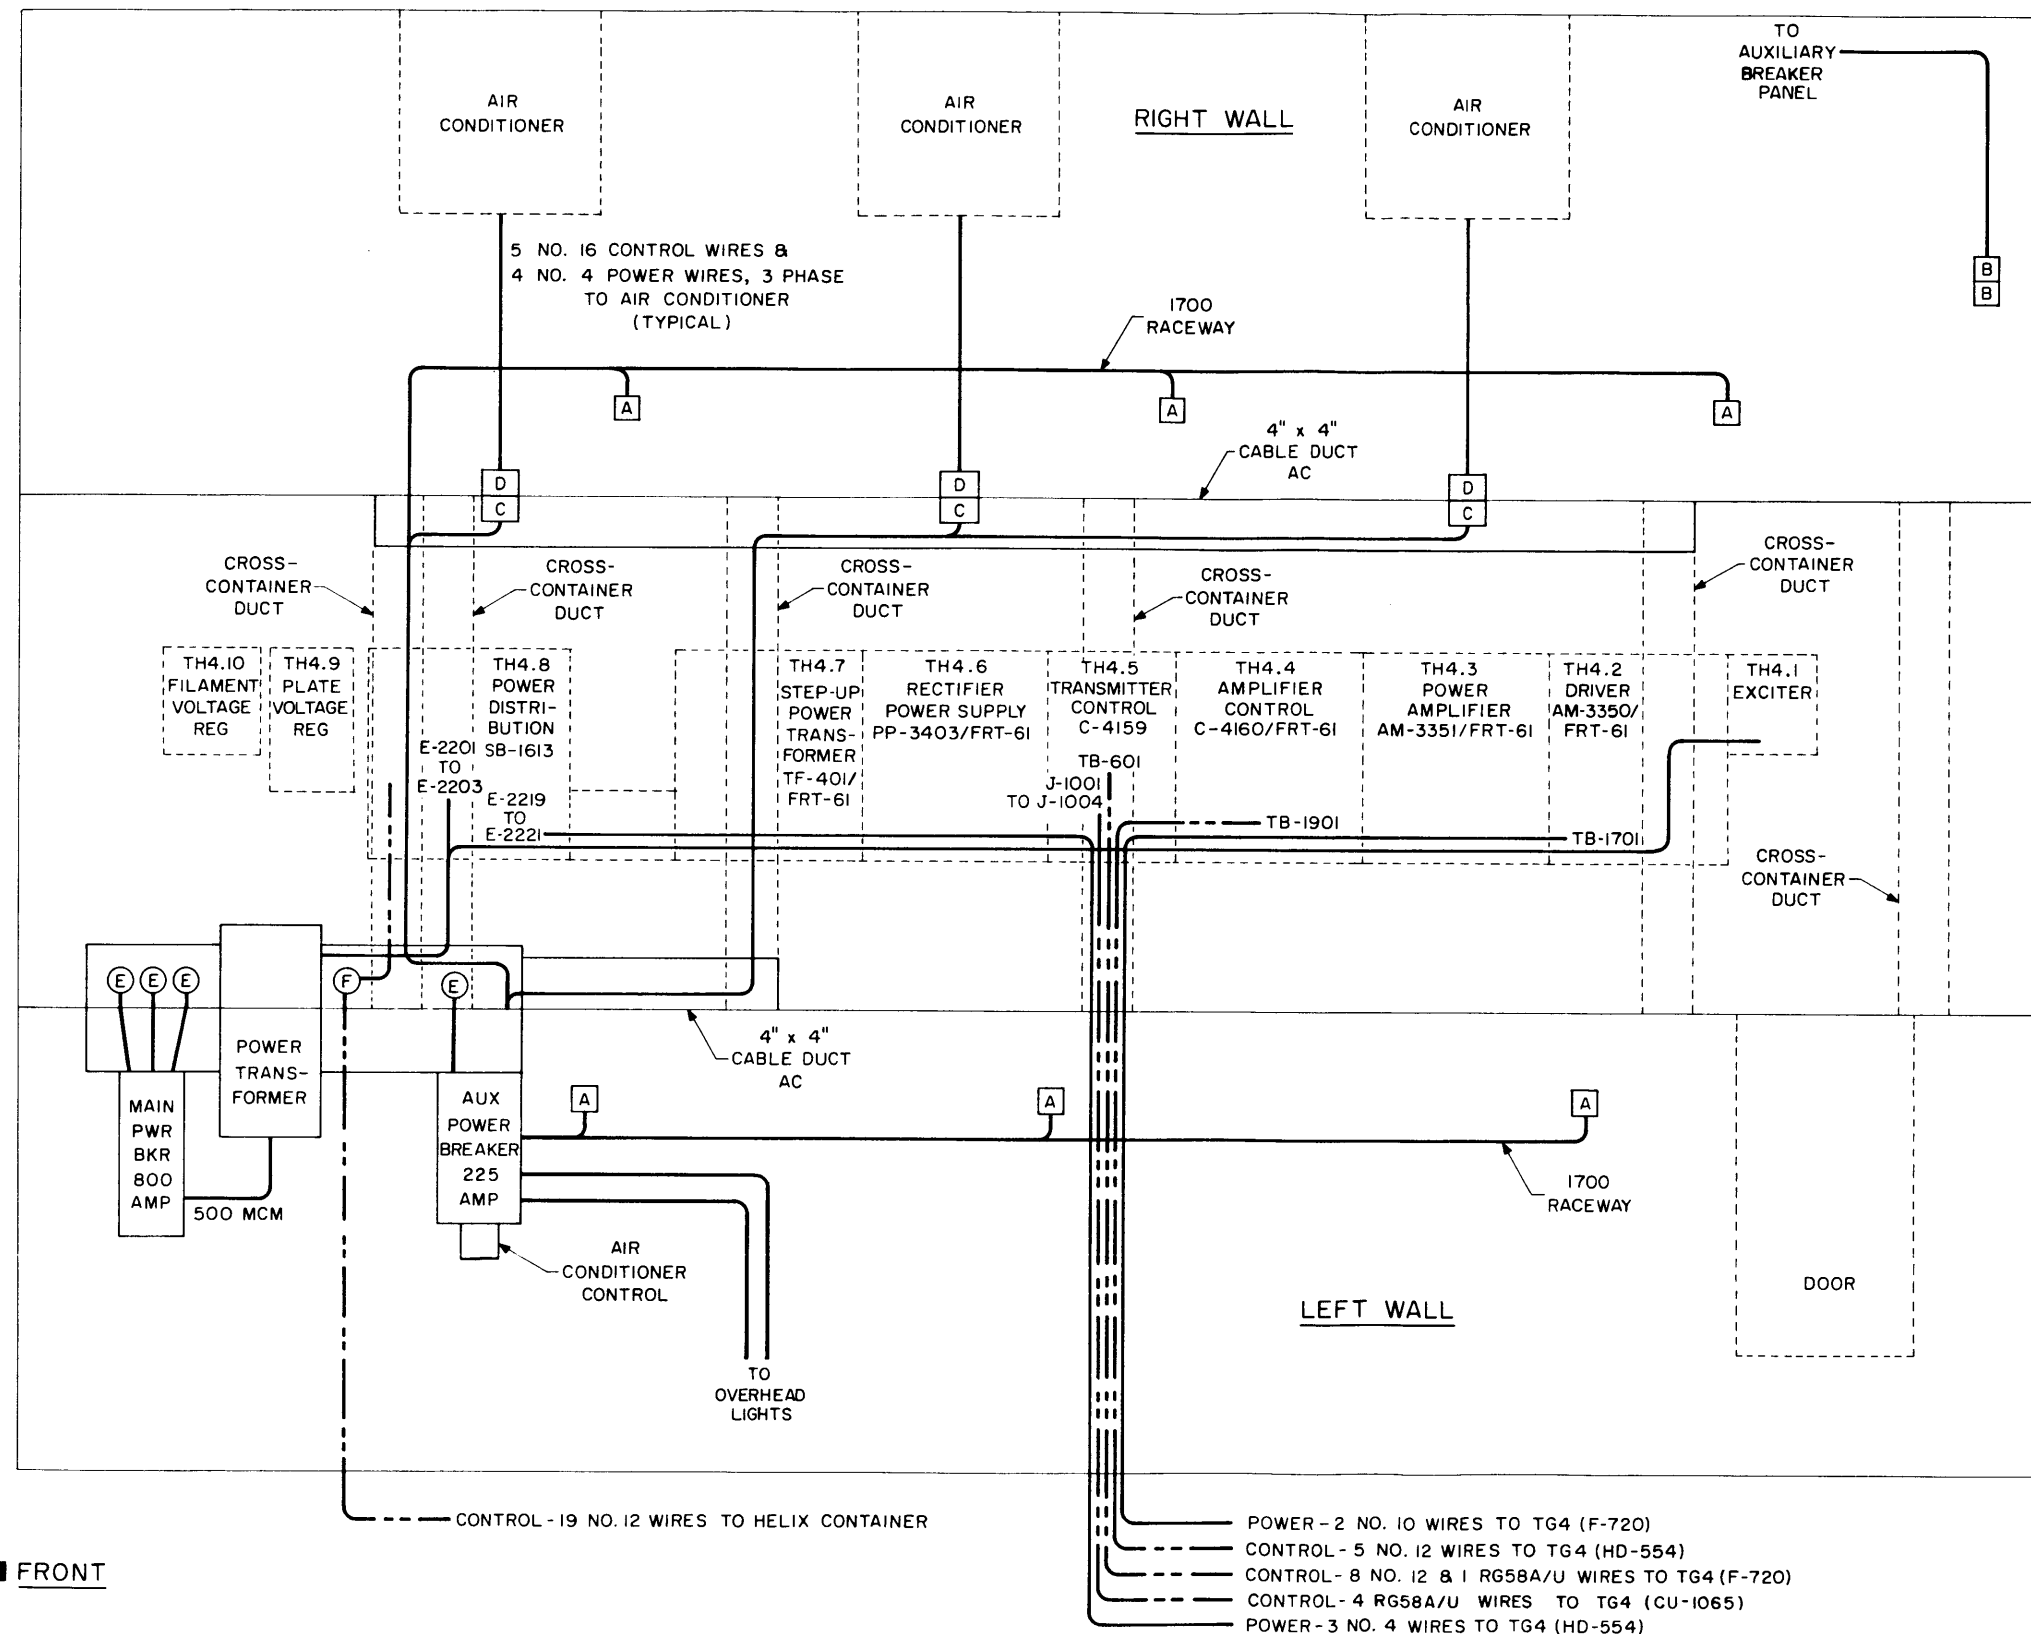 TO
AUXILIARY
BREAKER
PANEL
AIR
CONDITIONER
AIR
CONDITIONER
RIGHT WALL
AIR
CONDITIONER
B
B
5 NO. 16 CONTROL WIRES &
4 NO. 4 POWER WIRES, 3 PHASE
TO AIR CONDITIONER
(TYPICAL)
1700
RACEWAY
A
A
A
4" x 4"
CABLE DUCT
AC
D
C
D
C
D
C
CROSS-
CONTAINER
DUCT
CROSS-
CONTAINER
DUCT
CROSS-
CONTAINER
DUCT
CROSS-
CONTAINER
DUCT
CROSS-
CONTAINER
DUCT
TH4.10
FILAMENT
VOLTAGE
REG
TH4.9
PLATE
VOLTAGE
REG
TH4.8
POWER
DISTRI-
BUTION
SB-1613
TH4.7
STEP-UP
POWER
TRANS-
FORMER
TF-401/
FRT-61
TH4.6
RECTIFIER
POWER SUPPLY
PP-3403/FRT-61
TH4.5
TRANSMITTER
CONTROL
C-4159
TH4.4
AMPLIFIER
CONTROL
C-4160/FRT-61
TH4.3
POWER
AMPLIFIER
AM-3351/FRT-61
TH4.2
DRIVER
AM-3350/
FRT-61
TH4.1
EXCITER
E-2201
TO
E-2203
E-2219
TO
E-2221
TB-601
J-1001
TO J-1004
TB-1901
TB-1701
CROSS-
CONTAINER
DUCT
E
E
E
F
E
POWER
TRANS-
FORMER
4" x 4"
CABLE DUCT
AC
MAIN
PWR
BKR
800
AMP
500 MCM
AUX
POWER
BREAKER
225
AMP
A
A
A
1700
RACEWAY
AIR
CONDITIONER
CONTROL
LEFT WALL
DOOR
TO
OVERHEAD
LIGHTS
CONTROL-19 NO. 12 WIRES TO HELIX CONTAINER
POWER-2 NO. 10 WIRES TO TG4 (F-720)
CONTROL-5 NO. 12 WIRES TO TG4 (HD-554)
CONTROL-8 NO. 12 & 1 RG58A/U WIRES TO TG4 (F-720)
CONTROL-4 RG58A/U WIRES TO TG4 (CU-1065)
POWER-3 NO. 4 WIRES TO TG4 (HD-554)
FRONT